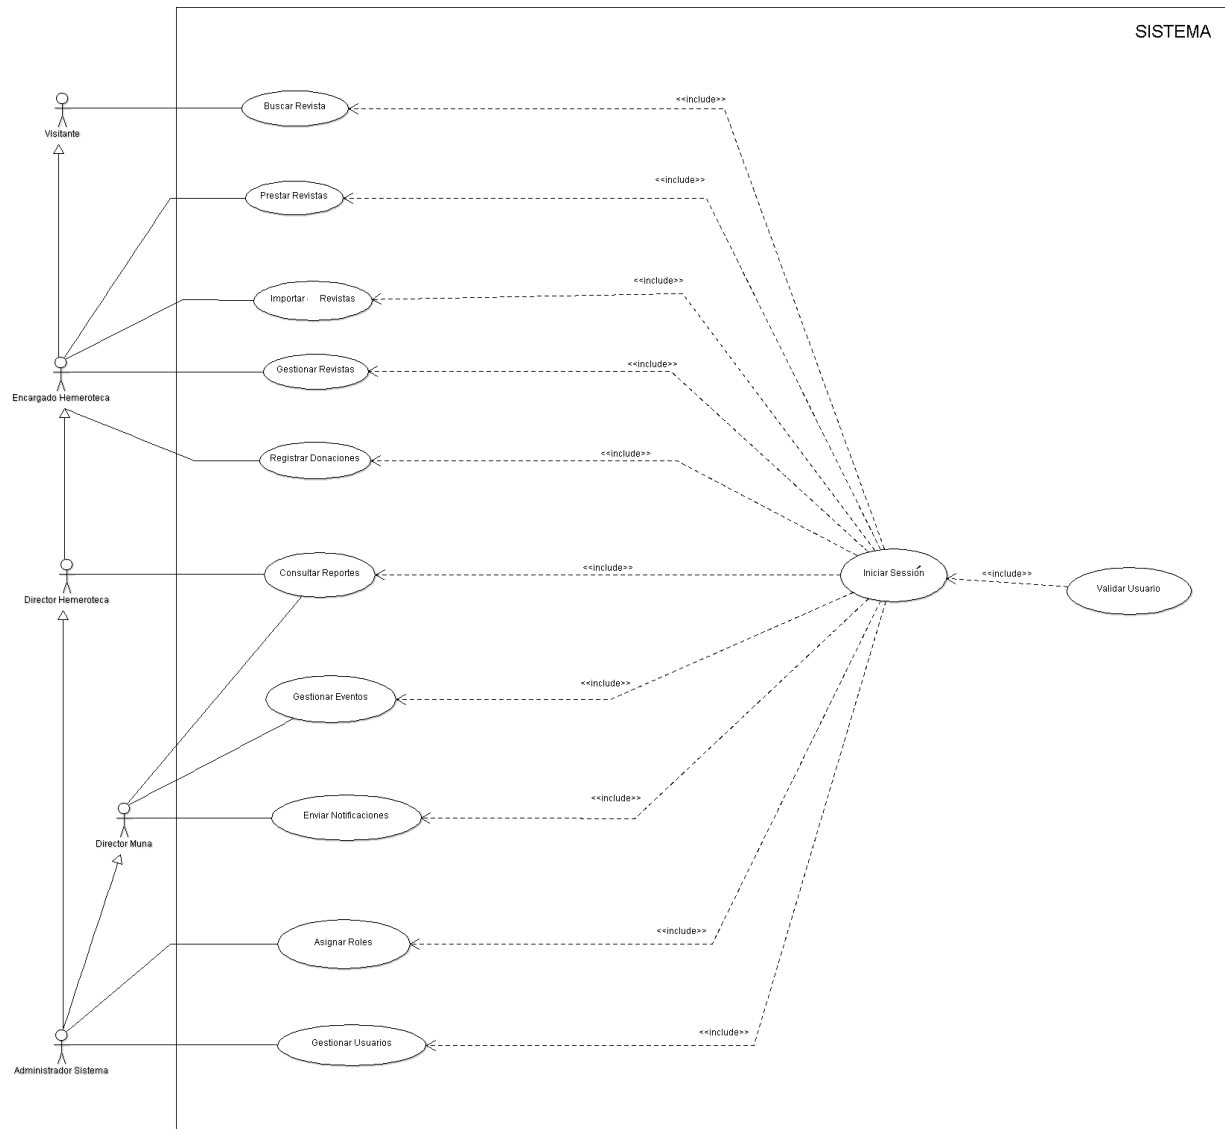 SISTEMA
<<include>>
Buscar Revista
Visitante
<<include>>
Prestar Revistas
<<include>>
Importar Revistas
<<include>>
Gestionar Revistas
Encargado Hemeroteca
<<include>>
Registrar Donaciones
<<include>>
Consultar Reportes
Iniciar Sessión
<<include>>
Validar Usuario
Director Hemeroteca
<<include>>
Gestionar Eventos
<<include>>
Enviar Notificaciones
Director Muna
<<include>>
Asignar Roles
<<include>>
Gestionar Usuarios
Administrador Sistema